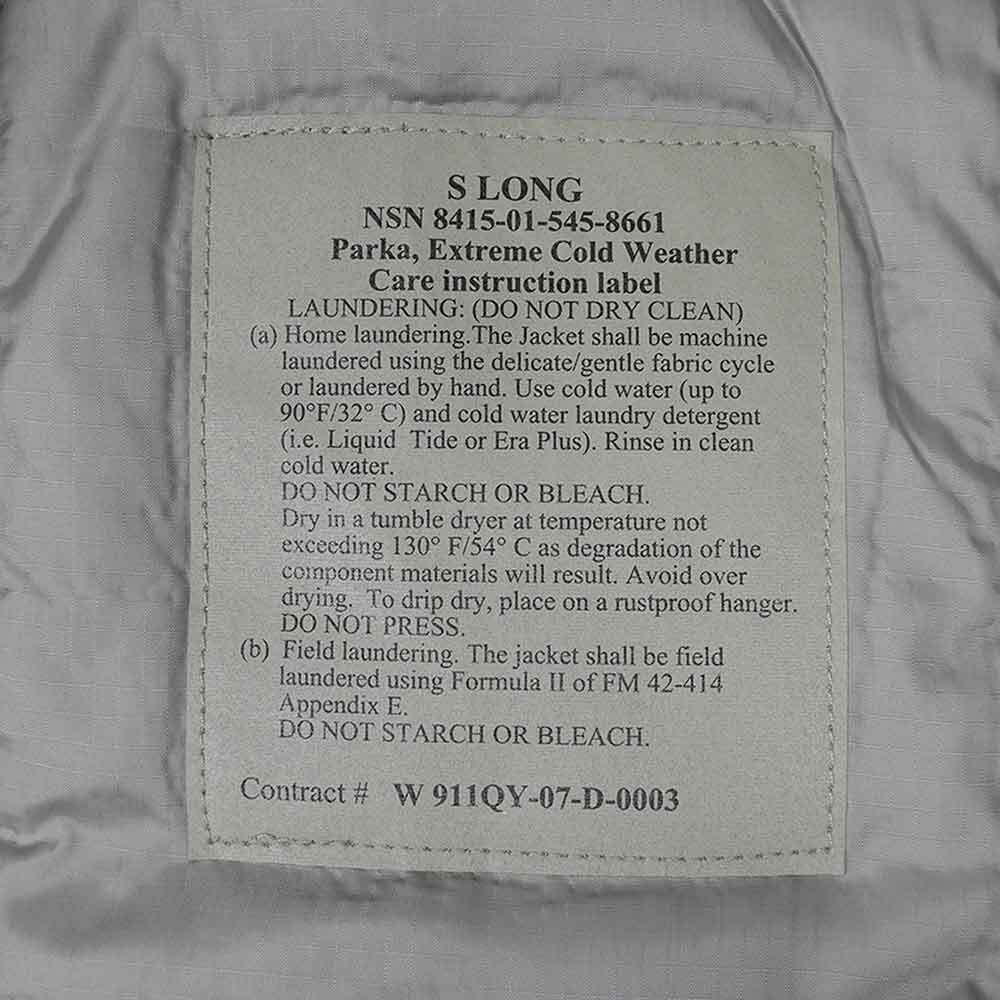 S LONG
NSN 8415-01-545-8661
Parka, Extreme Cold Weather
Care instruction label
LAUNDERING: (DO NOT DRY CLEAN)
(a) Home laundering.The Jacket shall be machine
laundered using the delicate/gentle fabric cycle
or laundered by hand. Use cold water (up to
90°F/32° C) and cold water laundry detergent
(i.e. Liquid Tide or Era Plus). Rinse in clean
cold water.
DO NOT STARCH OR BLEACH.
Dry in a tumble dryer at temperature not
exceeding 130° F/54° C as degradation of the
component materials will result. Avoid over
drying. To drip dry, place on a rustproof hanger.
DO NOT PRESS.
(b) Field laundering. The jacket shall be field
laundered using Formula II of FM 42-414
Appendix E.
DO NOT STARCH OR BLEACH.
Contract # W 911QY-07-D-0003